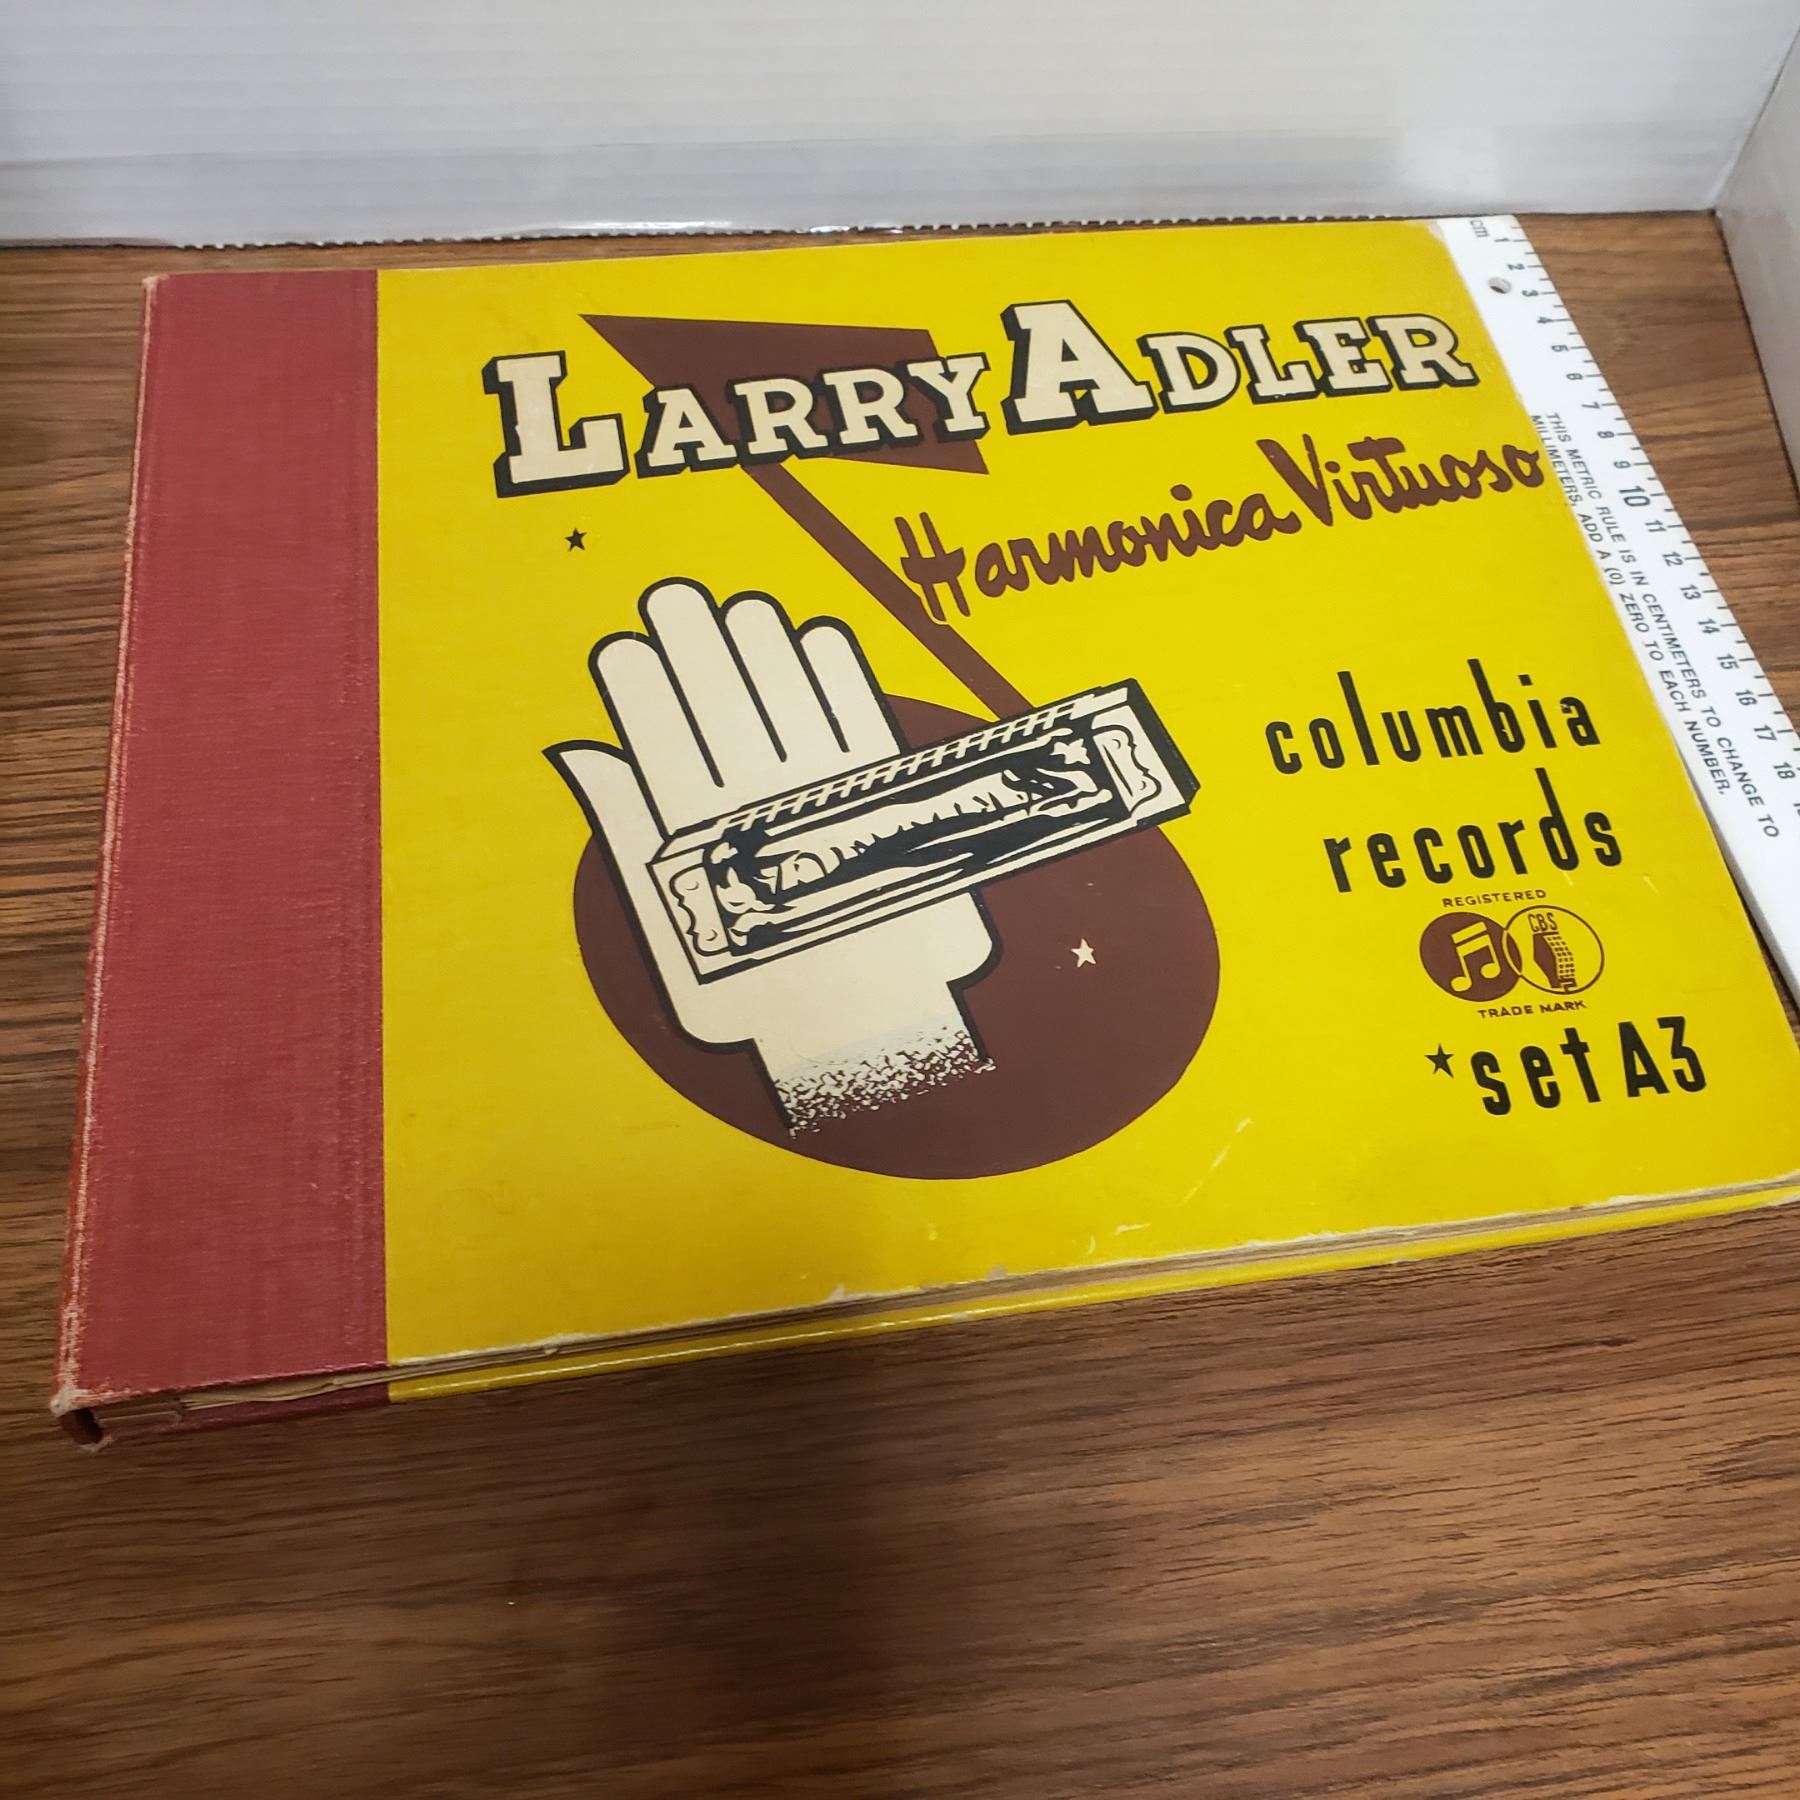 LARRY ADLER
Harmonica Virtuoso
columbia
records
REGISTERED
CBS
TRADE MARK
set A3
cm 1 2 3 4 5 6 7 8 9 10 11 12 13 14 15 16 17 18
THIS METRIC RULE IS IN CENTIMETERS TO CHANGE TO
MILLIMETERS, ADD A (0) ZERO TO EACH NUMBER.